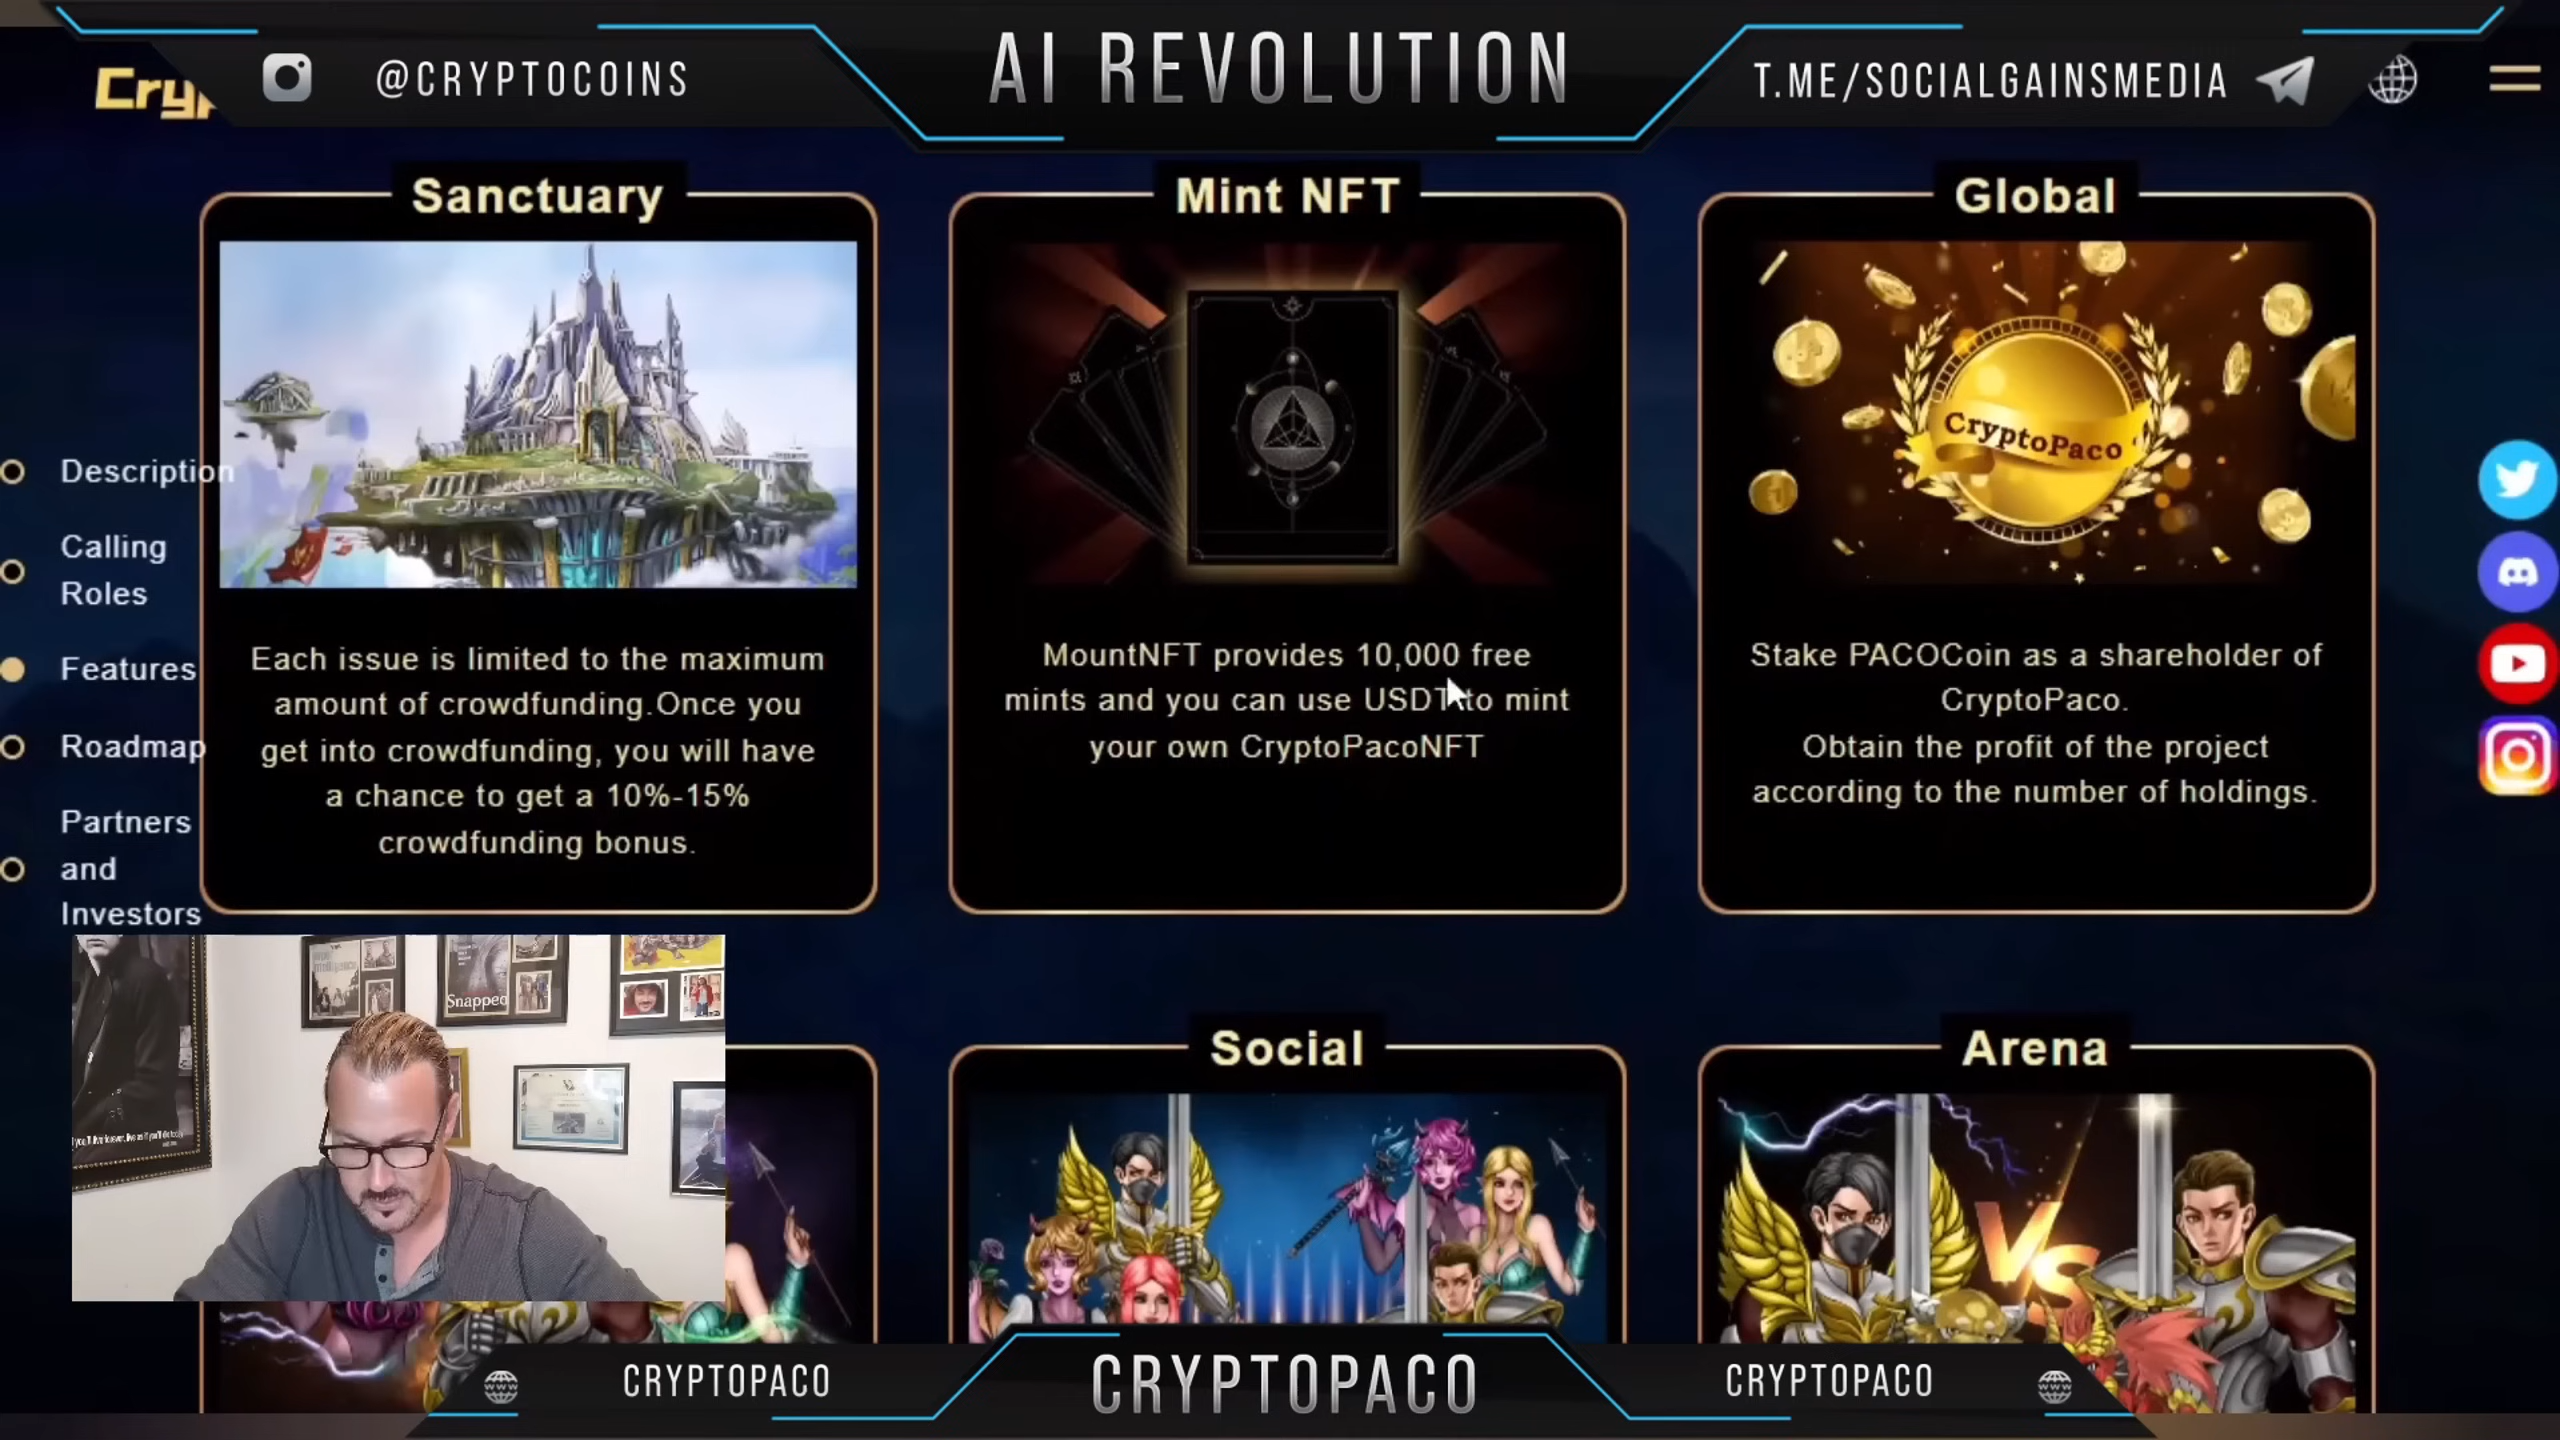 AI REVOLUTION
@CRYPTOCOINS
T.ME/SOCIALGAINSMEDIA
Sanctuary
Each issue is limited to the maximum
amount of crowdfunding.Once you
get into crowdfunding, you will have
a chance to get a 10%-15%
crowdfunding bonus.
Mint NFT
MountNFT provides 10,000 free
mints and you can use USDT to mint
your own CryptoPacoNFT
Global
CryptoPaco
Stake PACOCoin as a shareholder of
CryptoPaco.
Obtain the profit of the project
according to the number of holdings.
Description
Calling
Roles
Features
Roadmap
Partners
and
Investors
Snapped
Social
Arena
VS
CRYPTOPACO
CRYPTOPACO
CRYPTOPACO